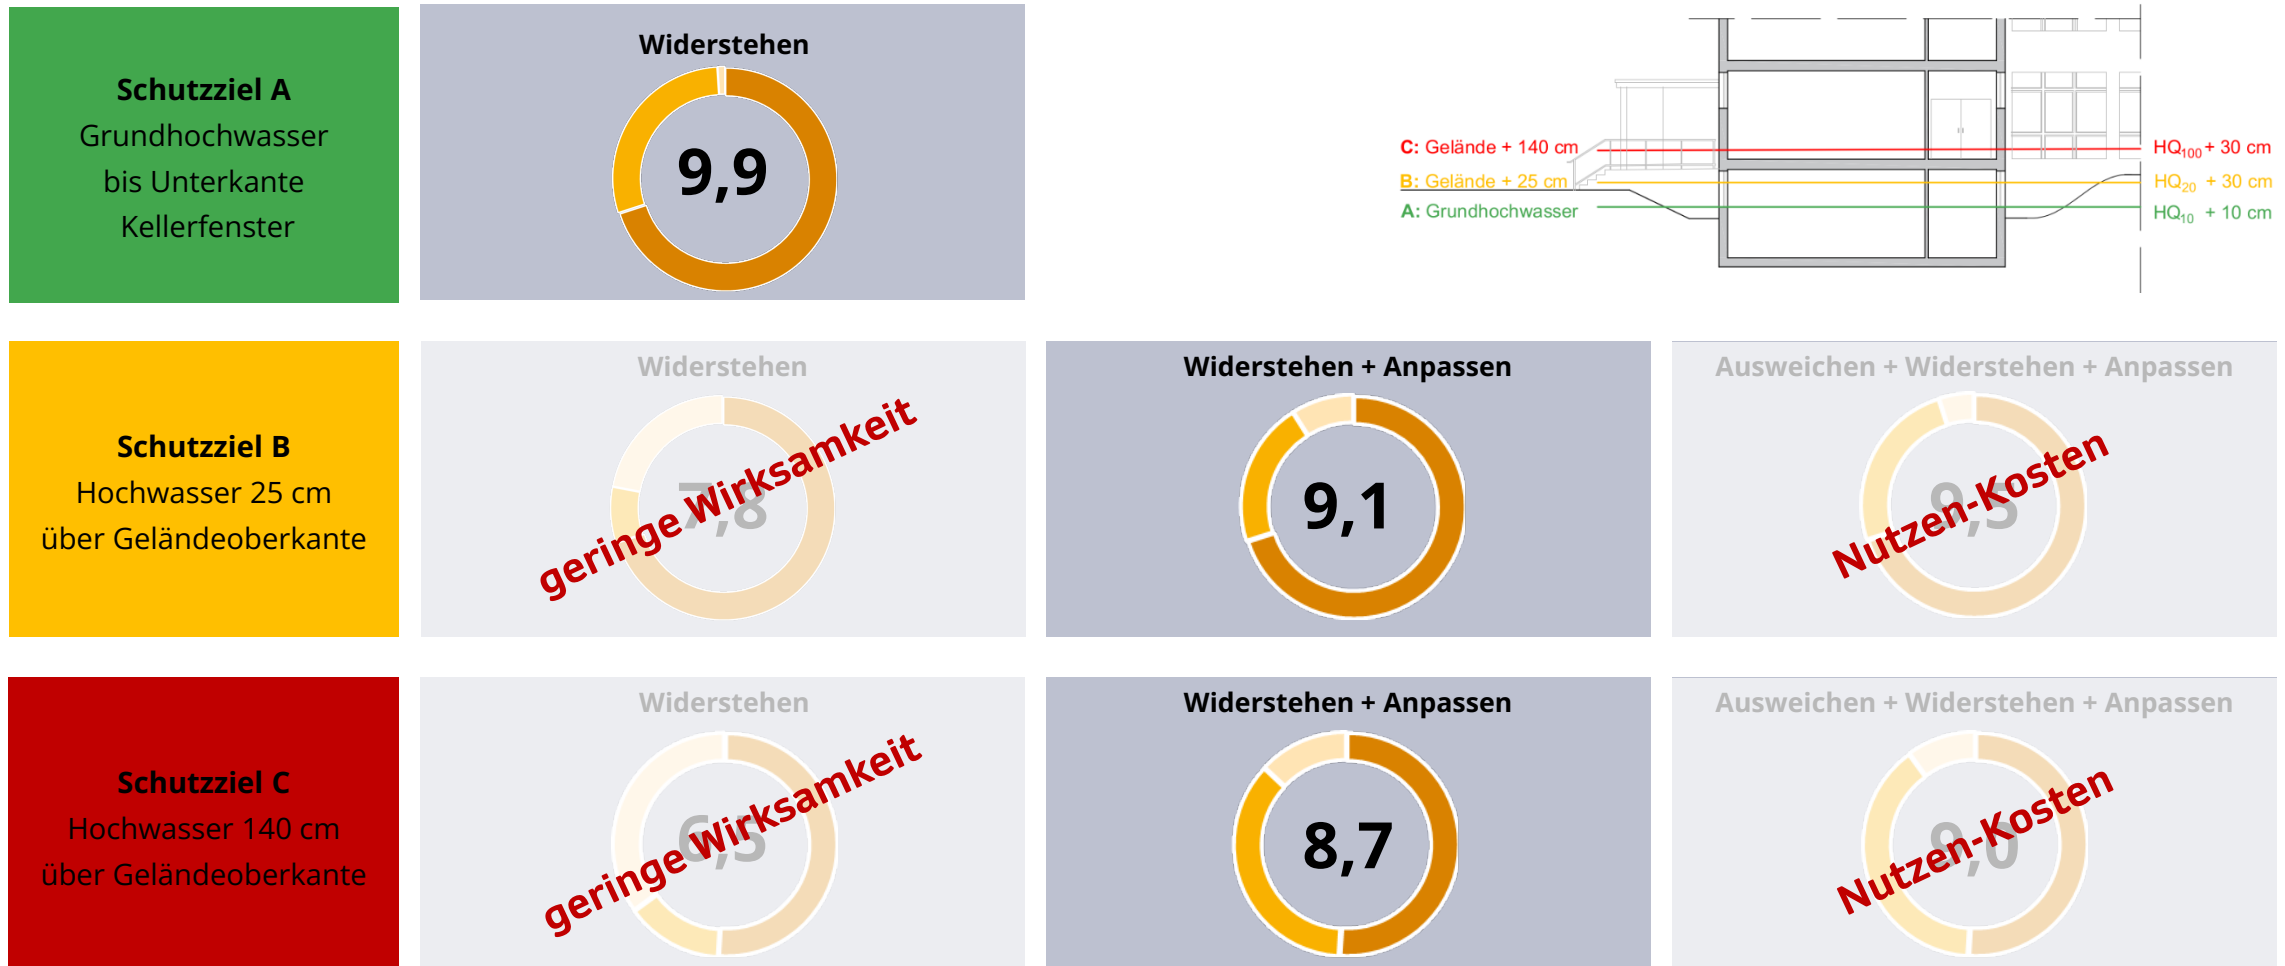 Schutzziel A
Grundhochwasser
bis Unterkante
Kellerfenster
Widerstehen
9,9
C: Gelände + 140 cm
B: Gelände + 25 cm
A: Grundhochwasser
HQ100 + 30 cm
HQ20 + 30 cm
HQ10 + 10 cm
Schutzziel B
Hochwasser 25 cm
über Geländeoberkante
Widerstehen
7,8
geringe Wirksamkeit
Widerstehen + Anpassen
9,1
Ausweichen + Widerstehen + Anpassen
9,5
Nutzen-Kosten
Schutzziel C
Hochwasser 140 cm
über Geländeoberkante
Widerstehen
6,5
geringe Wirksamkeit
Widerstehen + Anpassen
8,7
Ausweichen + Widerstehen + Anpassen
9,0
Nutzen-Kosten